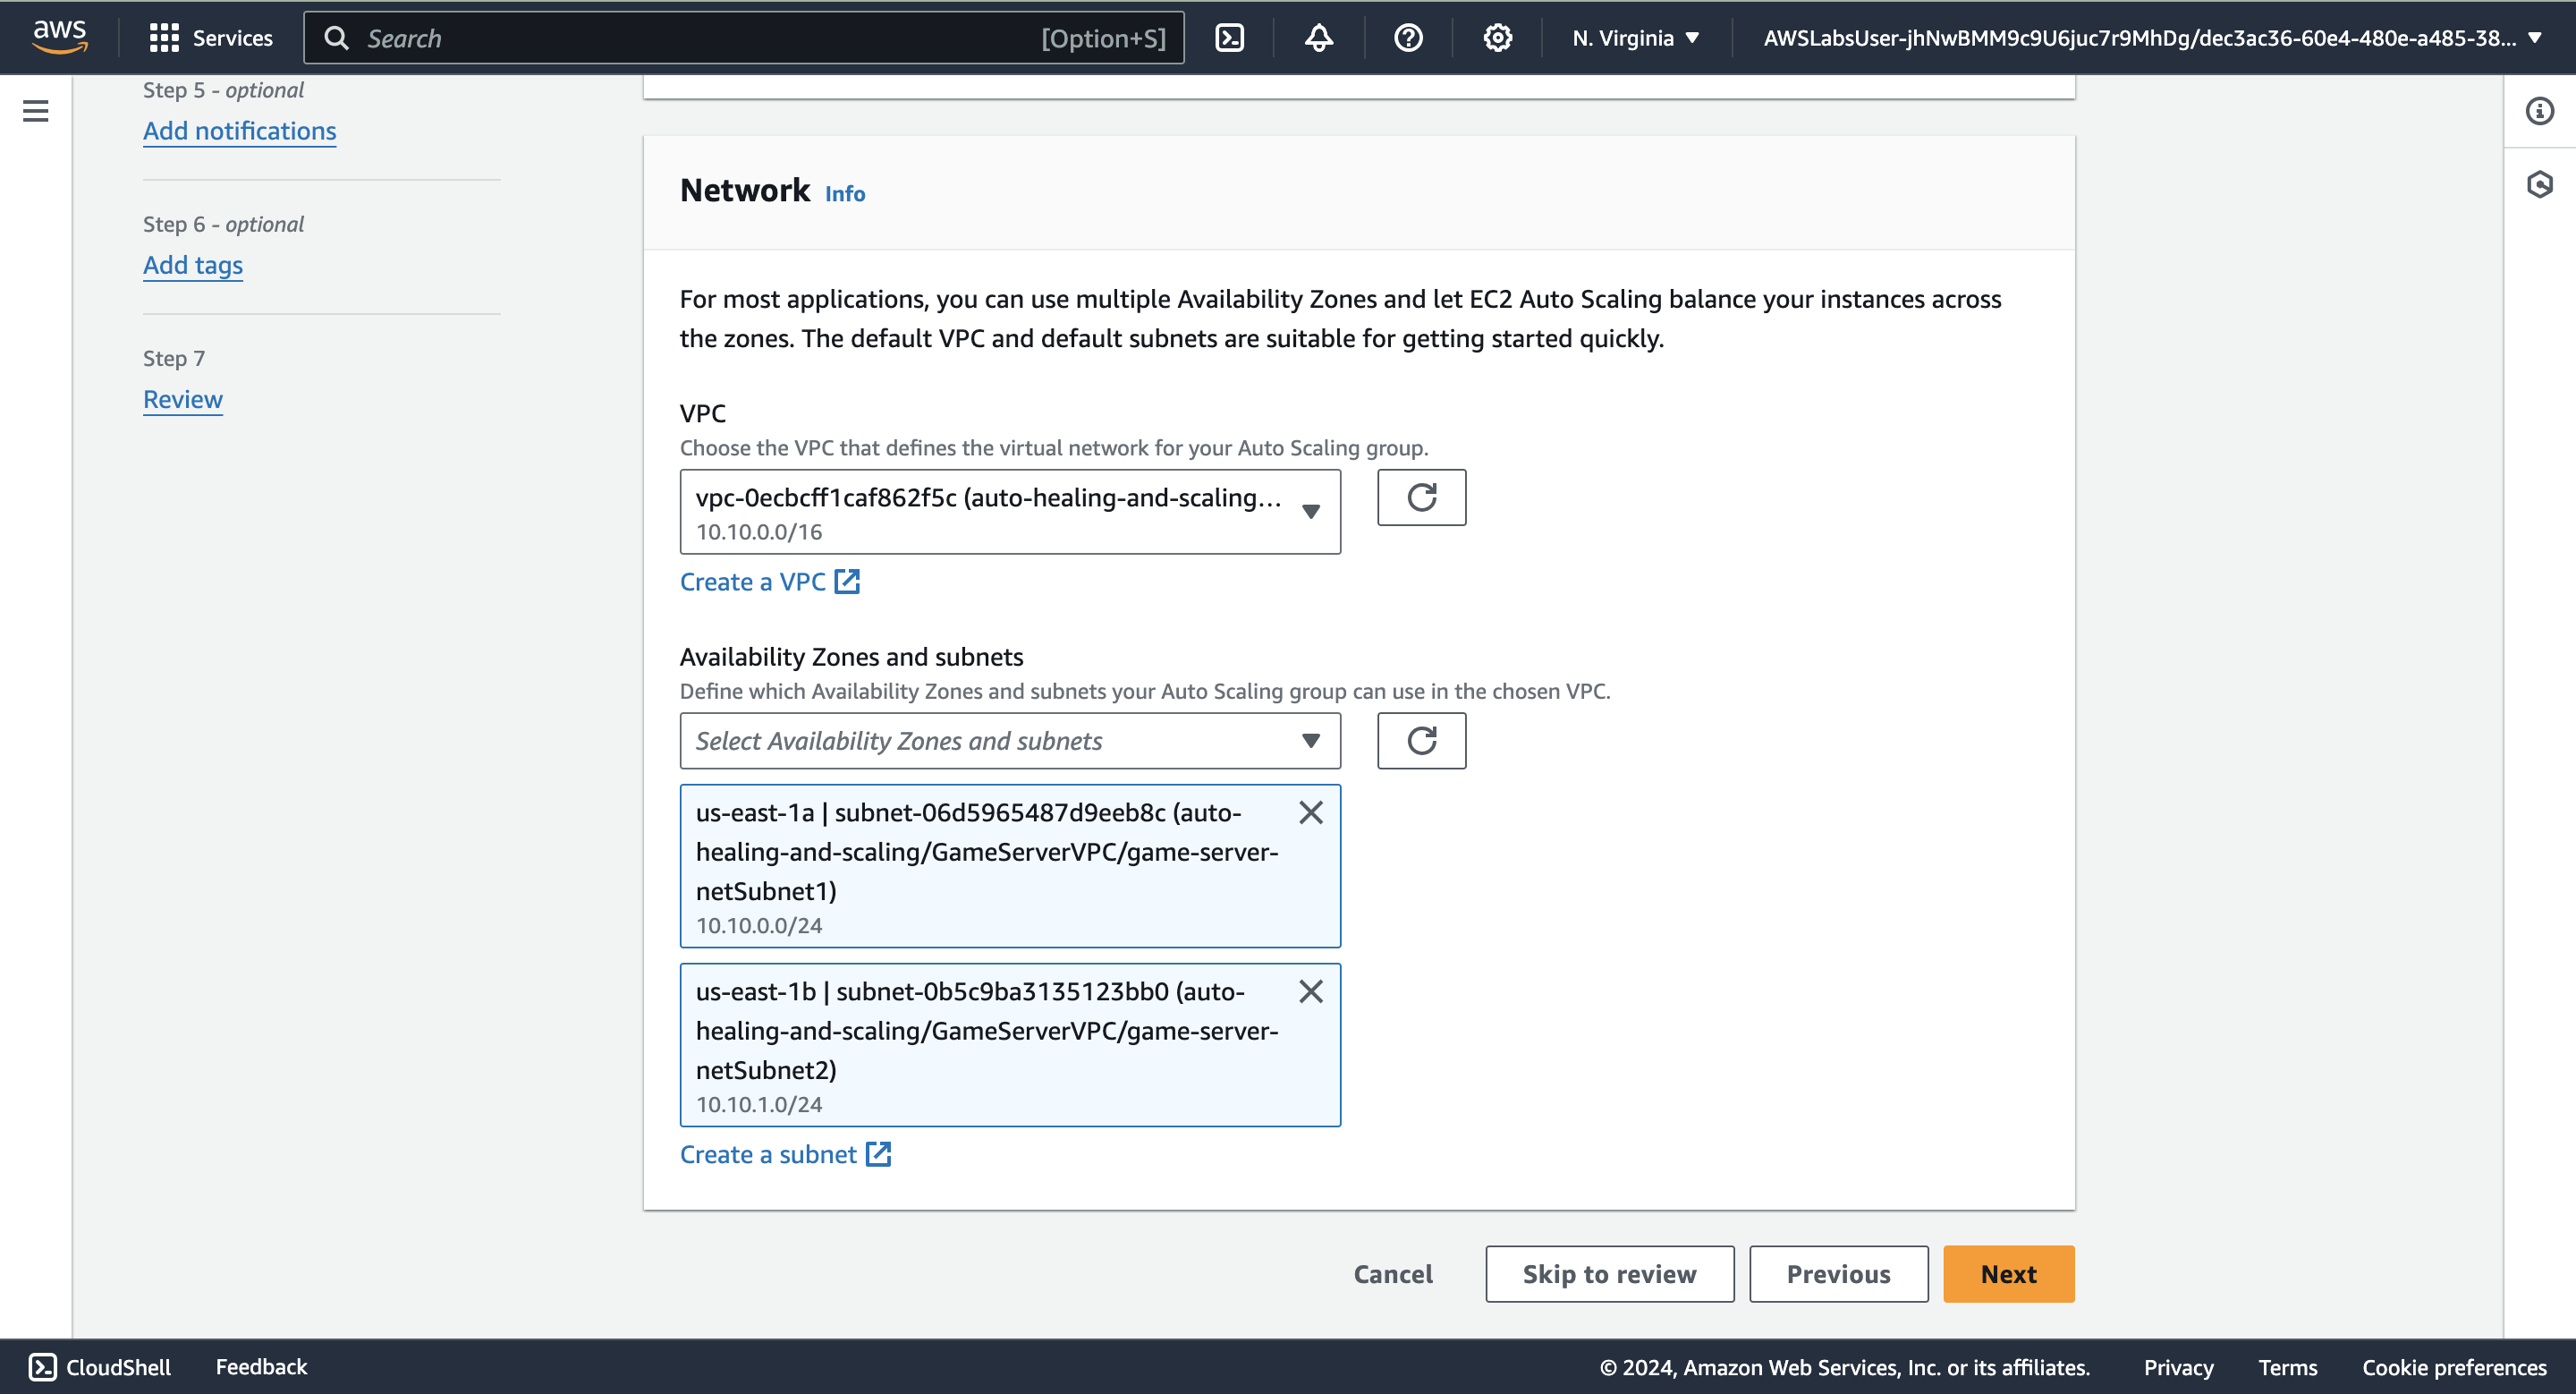 aws
Services
Search
[Option+S]
N. Virginia
AWSLabsUser-jhNwBMM9c9U6juc7r9MhDg/dec3ac36-60e4-480e-a485-38...
Step 5 - optional
Add notifications
Step 6 - optional
Add tags
Step 7
Review
Network Info
For most applications, you can use multiple Availability Zones and let EC2 Auto Scaling balance your instances across
the zones. The default VPC and default subnets are suitable for getting started quickly.
VPC
Choose the VPC that defines the virtual network for your Auto Scaling group.
vpc-0ecbcff1caf862f5c (auto-healing-and-scaling...
10.10.0.0/16
Create a VPC
Availability Zones and subnets
Define which Availability Zones and subnets your Auto Scaling group can use in the chosen VPC.
Select Availability Zones and subnets
us-east-1a | subnet-06d5965487d9eeb8c (auto-
healing-and-scaling/GameServerVPC/game-server-
netSubnet1)
10.10.0.0/24
us-east-1b | subnet-0b5c9ba3135123bb0 (auto-
healing-and-scaling/GameServerVPC/game-server-
netSubnet2)
10.10.1.0/24
Create a subnet
Cancel
Skip to review
Previous
Next
CloudShell
Feedback
© 2024, Amazon Web Services, Inc. or its affiliates.
Privacy
Terms
Cookie preferences